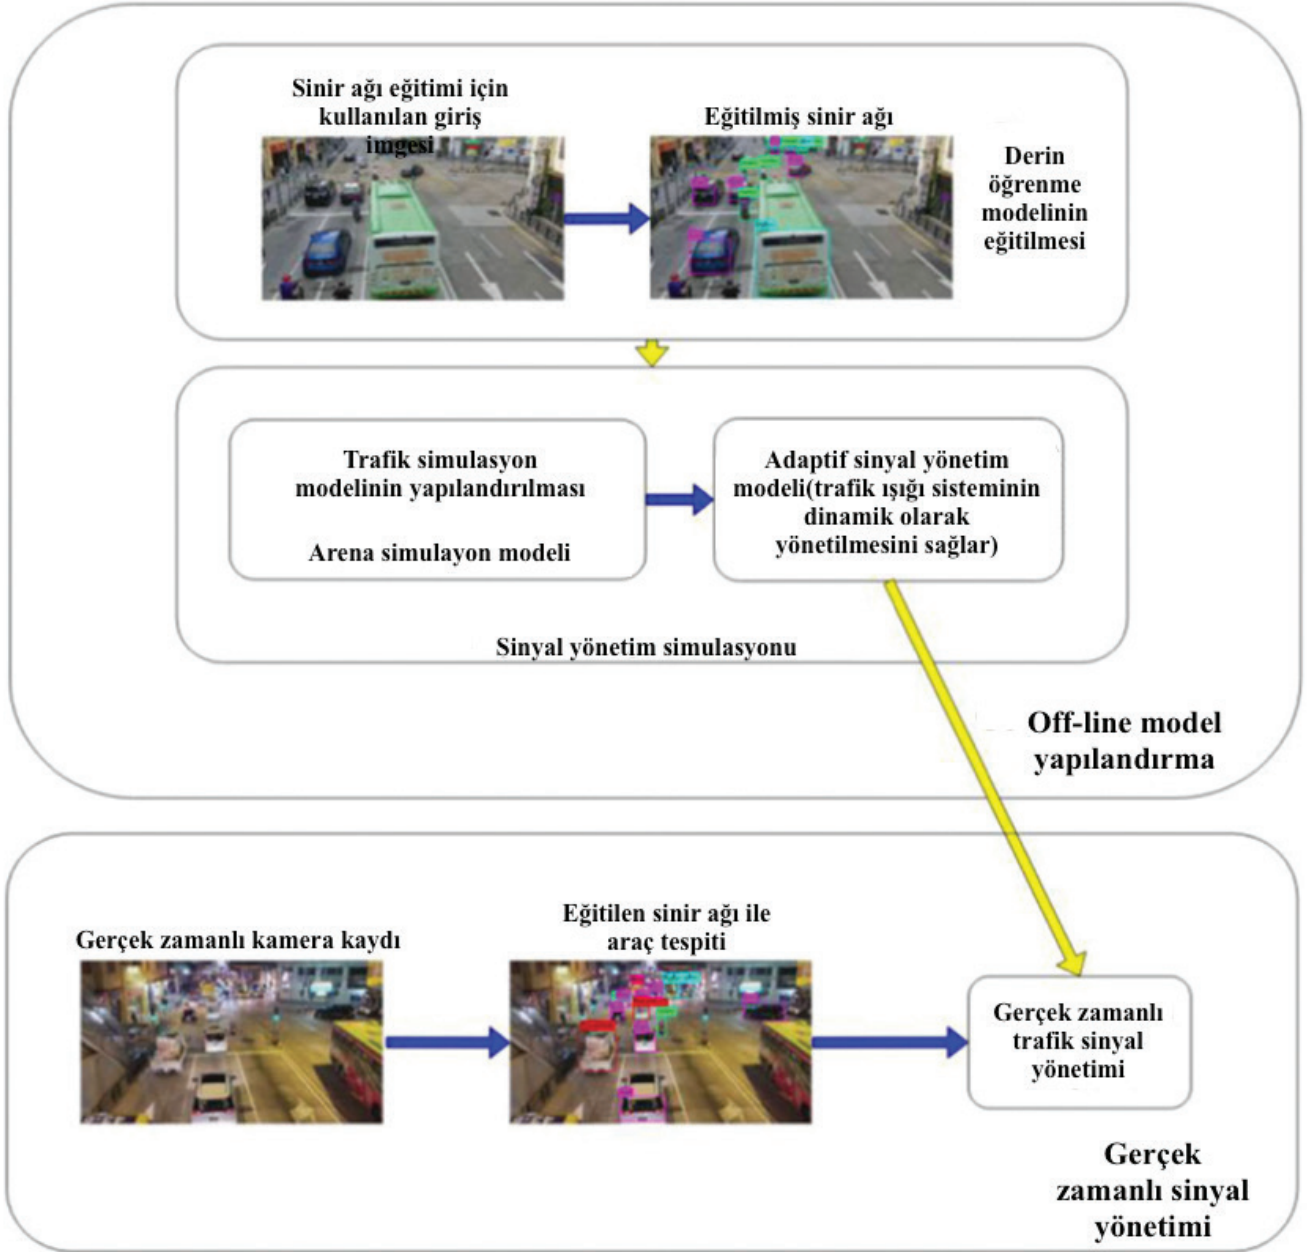 Sinir ağı eğitimi için
kullanılan giriş
imgesi
Eğitilmiş sinir ağı
Derin
öğrenme
modelinin
eğitilmesi
Trafik simulasyon
modelinin yapılandırılması
Arena simulayon modeli
Adaptif sinyal yönetim
modeli(trafik ışığı sisteminin
dinamik olarak
yönetilmesini sağlar)
Sinyal yönetim simulasyonu
Off-line model
yapılandırma
Gerçek zamanlı kamera kaydı
Eğitilen sinir ağı ile
araç tespiti
Gerçek zamanlı
trafik sinyal
yönetimi
Gerçek
zamanlı sinyal
yönetimi